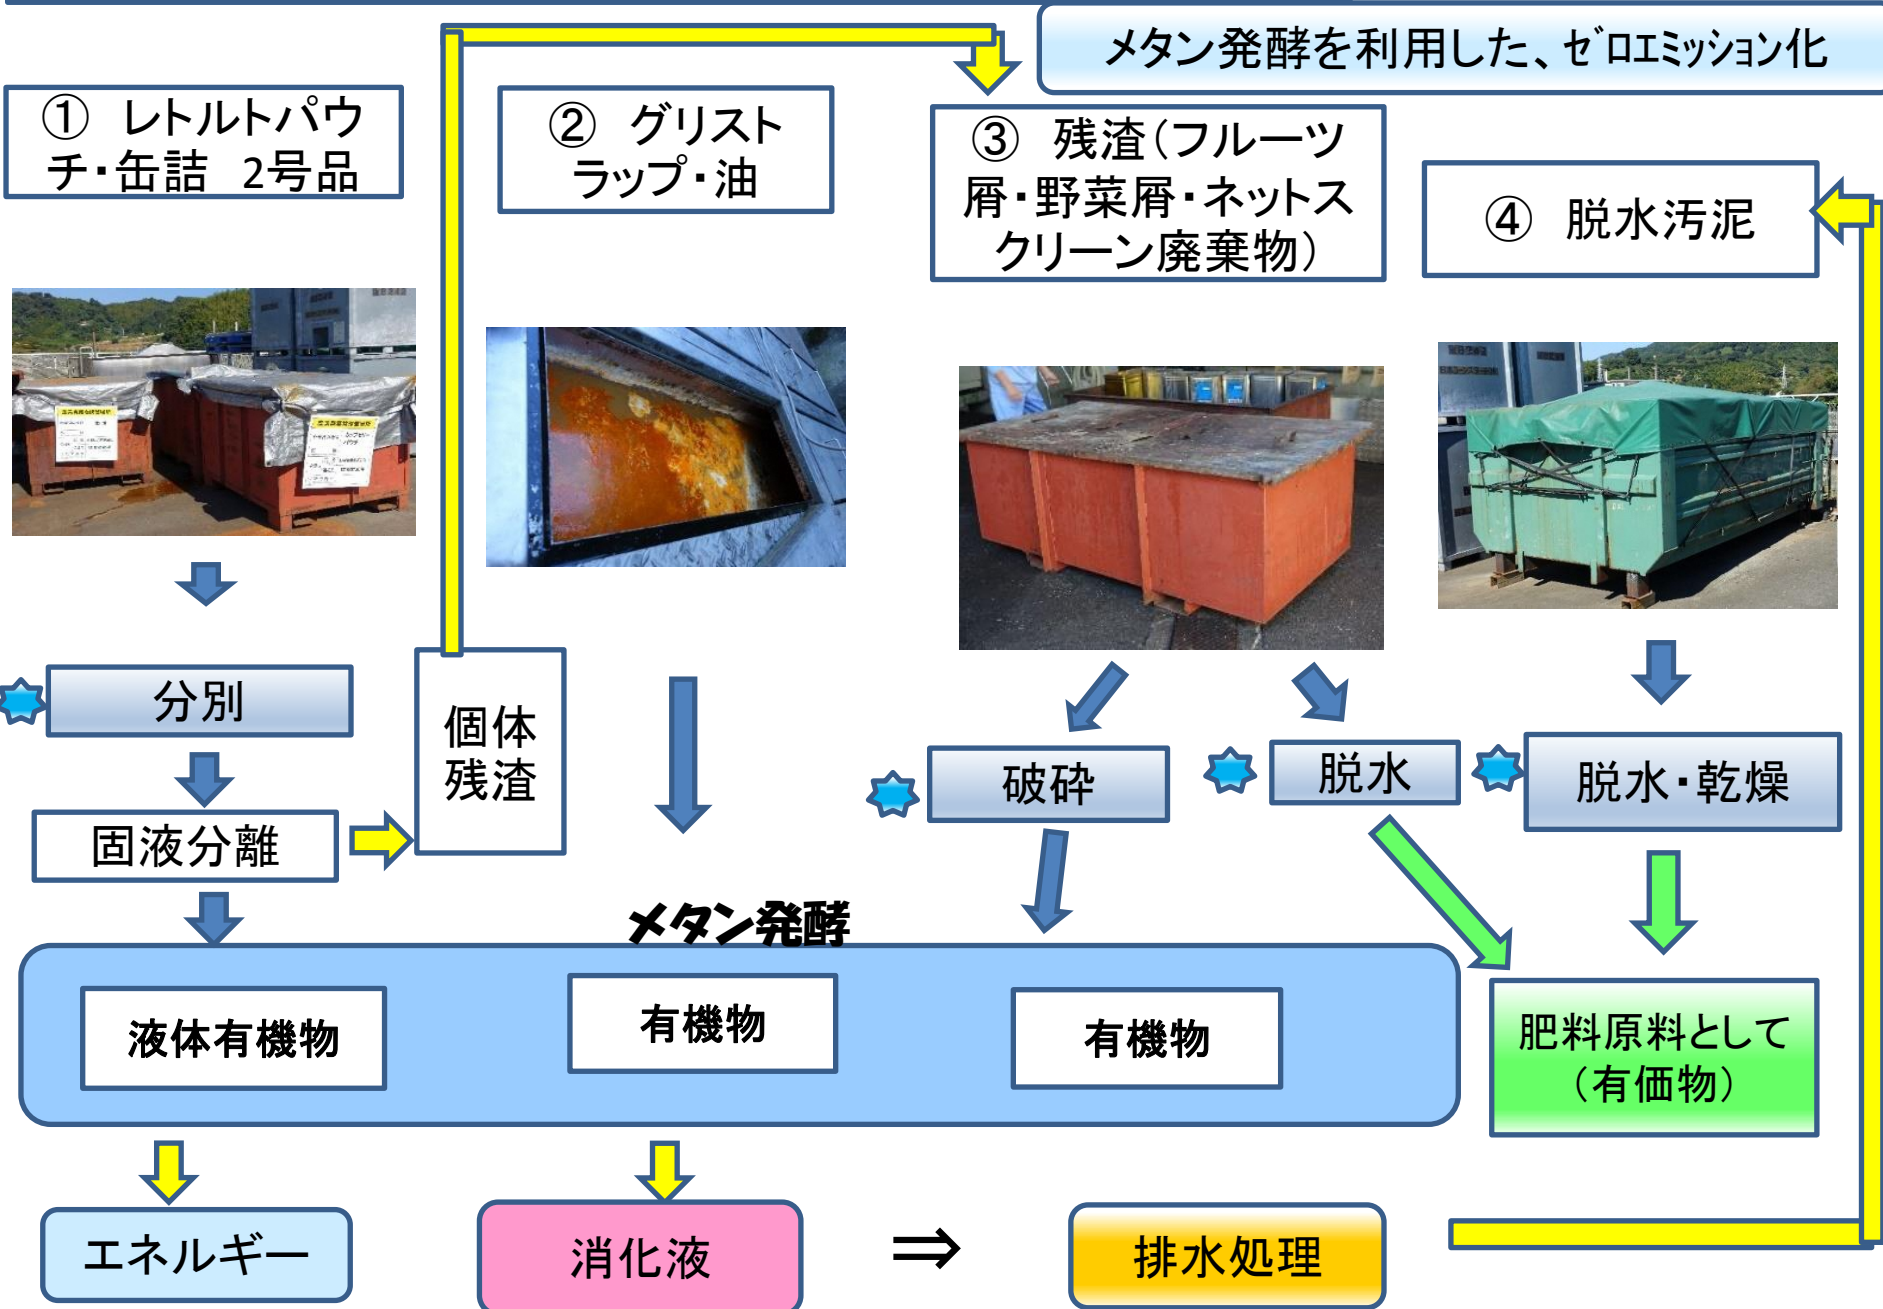 メタン発酵を利用した、ｾﾞﾛｴﾐｯｼｮﾝ化
① レトルトパウ
チ・缶詰 2号品
② グリスト
ラップ・油
③ 残渣（フルーツ
屑・野菜屑・ネットス
クリーン廃棄物）
④ 脱水汚泥
分別
固液分離
個体
残渣
破砕
脱水
脱水・乾燥
メタン発酵
液体有機物
有機物
有機物
肥料原料として
（有価物）
エネルギー
消化液
⇒
排水処理